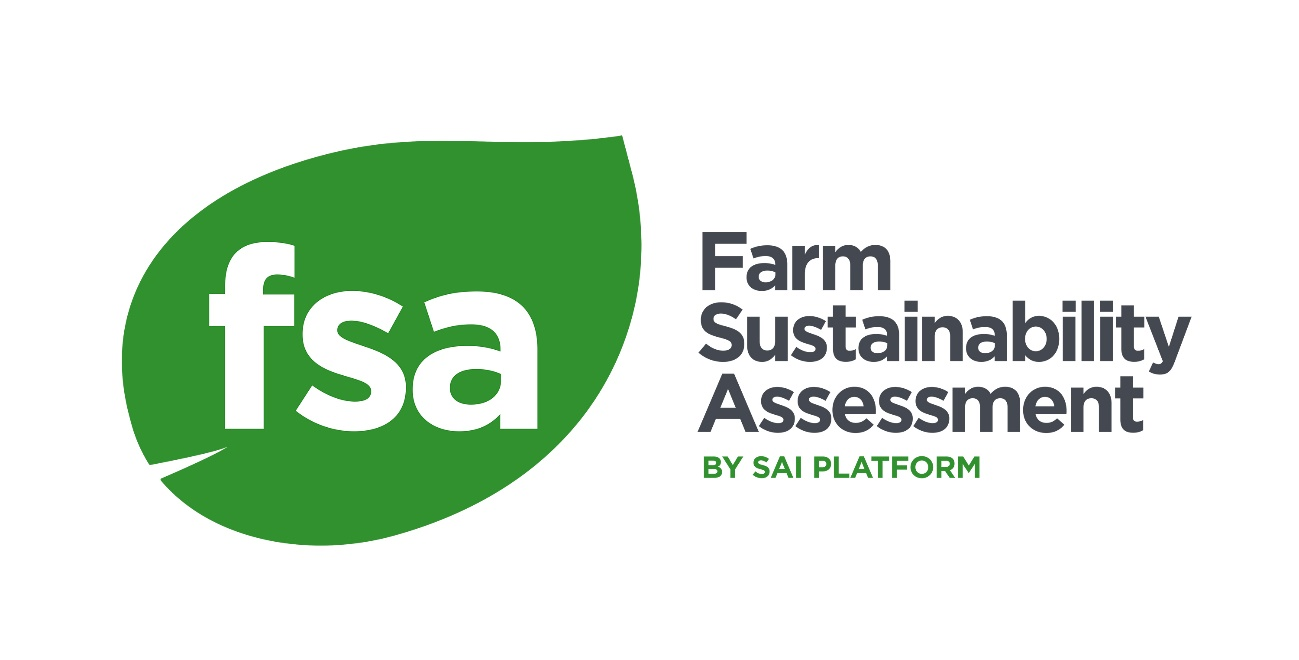 fsa
Farm
Sustainability
Assessment
BY SAI PLATFORM